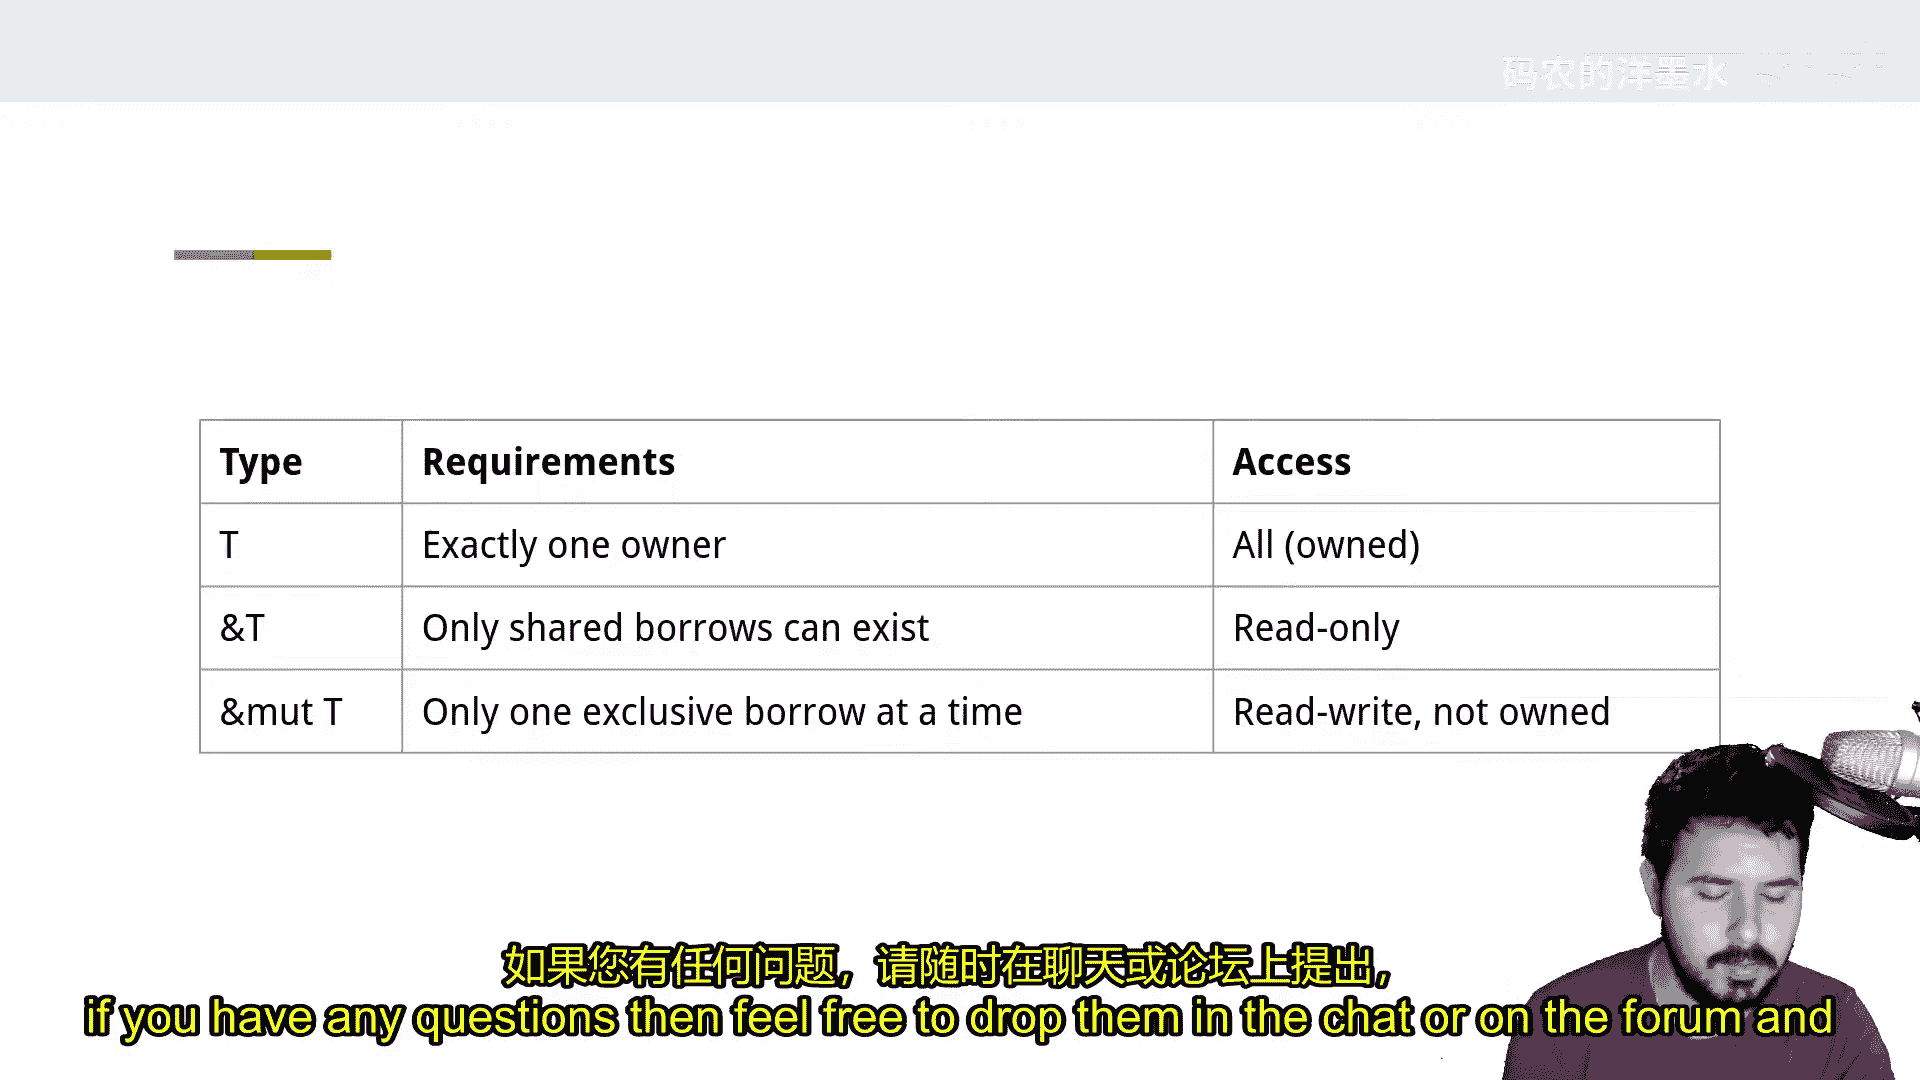 码农的洋墨水
Type Requirements Access
T Exactly one owner All (owned)
&T Only shared borrows can exist Read-only
&mut T Only one exclusive borrow at a time Read-write, not owned
如果您有任何问题，请随时在聊天或论坛上提出，
if you have any questions then feel free to drop them in the chat or on the forum and